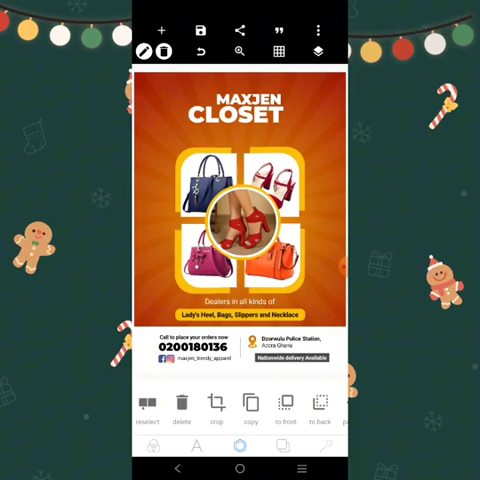 MAXJEN
CLOSET
Dealers in all kinds of
Lady's Heel, Bags, Slippers and Necklace
Call to place your orders now
0200180136
maxjen_trendy_apparel
Dzorwulu Police Station,
Accra Ghana
Nationwide delivery Available
reselect
delete
crop
copy
to front
to back